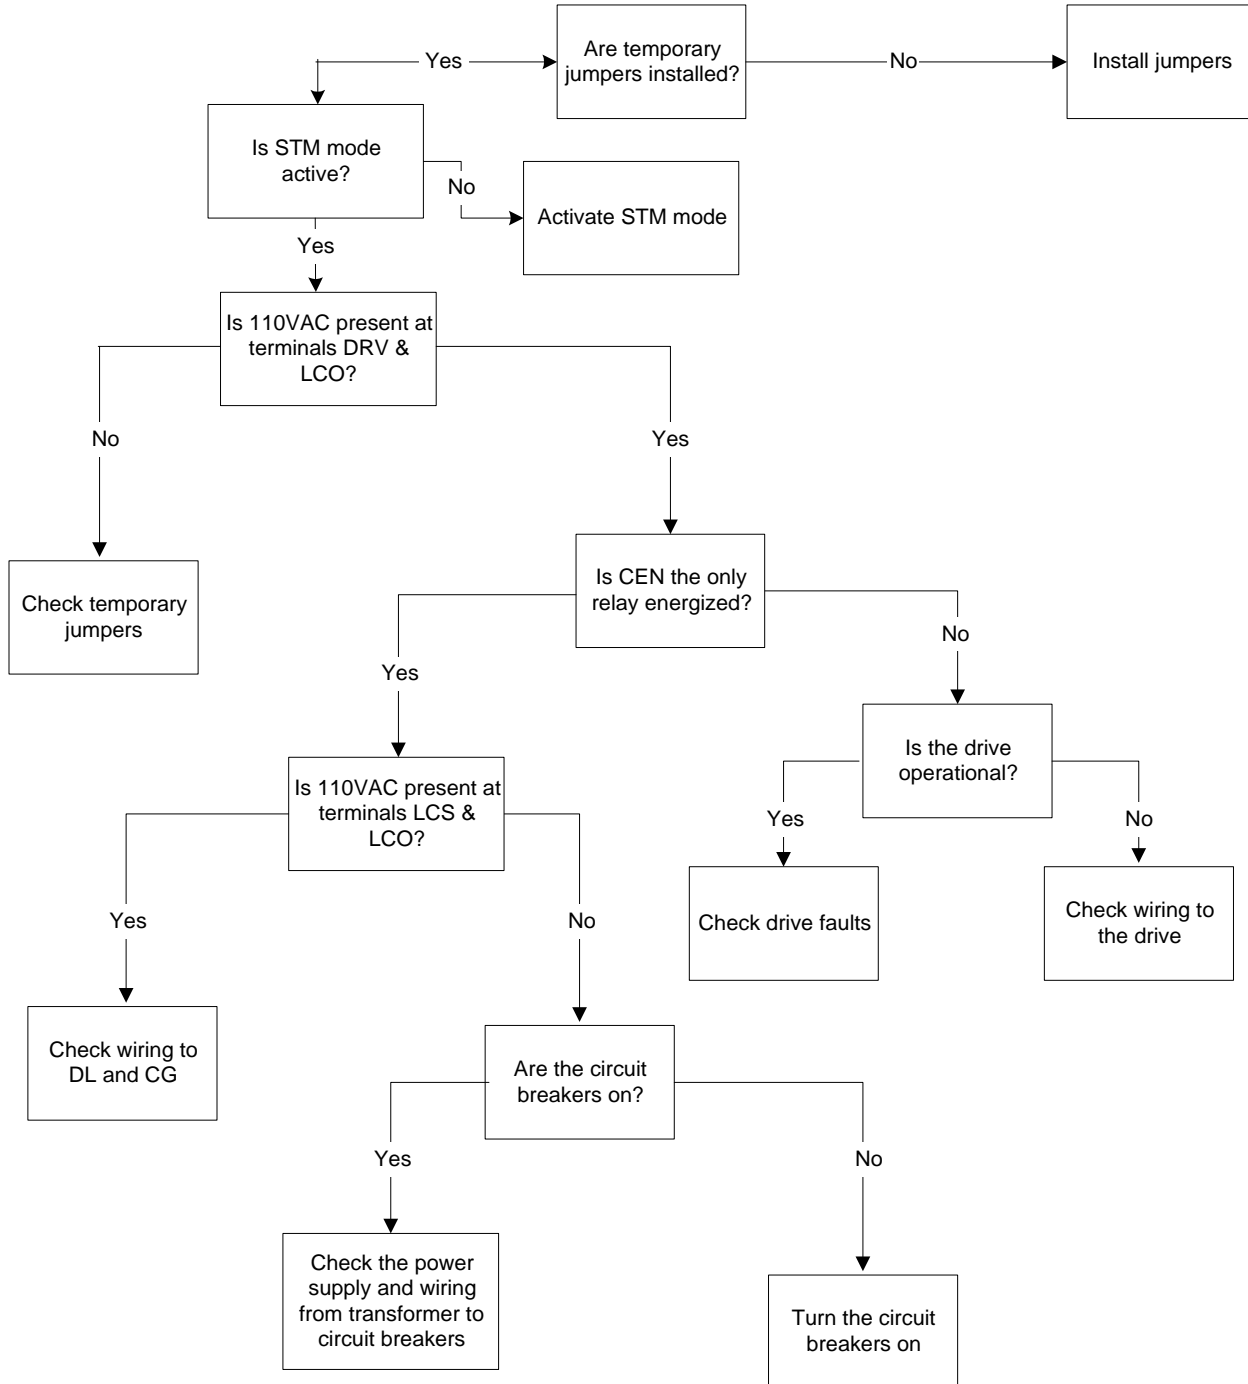 Are temporary
jumpers installed?
Yes
No
Install jumpers
Is STM mode
active?
No
Activate STM mode
Yes
Is 110VAC present at
terminals DRV &
LCO?
No
Yes
Check temporary
jumpers
Is CEN the only
relay energized?
Yes
No
Is the drive
operational?
Is 110VAC present at
terminals LCS &
LCO?
Yes
No
Check drive faults
Check wiring to
the drive
Yes
No
Check wiring to
DL and CG
Are the circuit
breakers on?
Yes
No
Check the power
supply and wiring
from transformer to
circuit breakers
Turn the circuit
breakers on